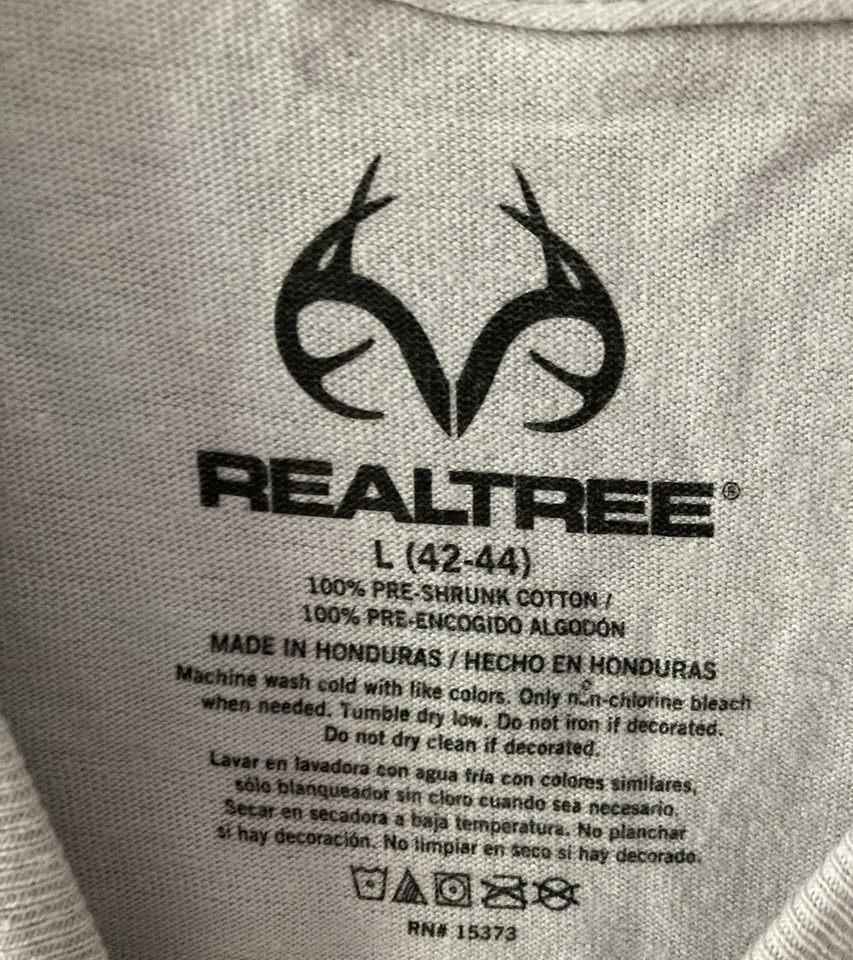 REALTREE®
L (42-44)
100% PRE-SHRUNK COTTON /
100% PRE-ENCOGIDO ALGODÓN
MADE IN HONDURAS / HECHO EN HONDURAS
Machine wash cold with like colors. Only non-chlorine bleach
when needed. Tumble dry low. Do not iron if decorated.
Do not dry clean if decorated.
Lavar en lavadora con agua fría con colores similares,
sólo blanqueador sin cloro cuando sea necesario.
Secar en secadora a baja temperatura. No planchar
si hay decoración. No limpiar en seco si hay decorado.
RN# 15373